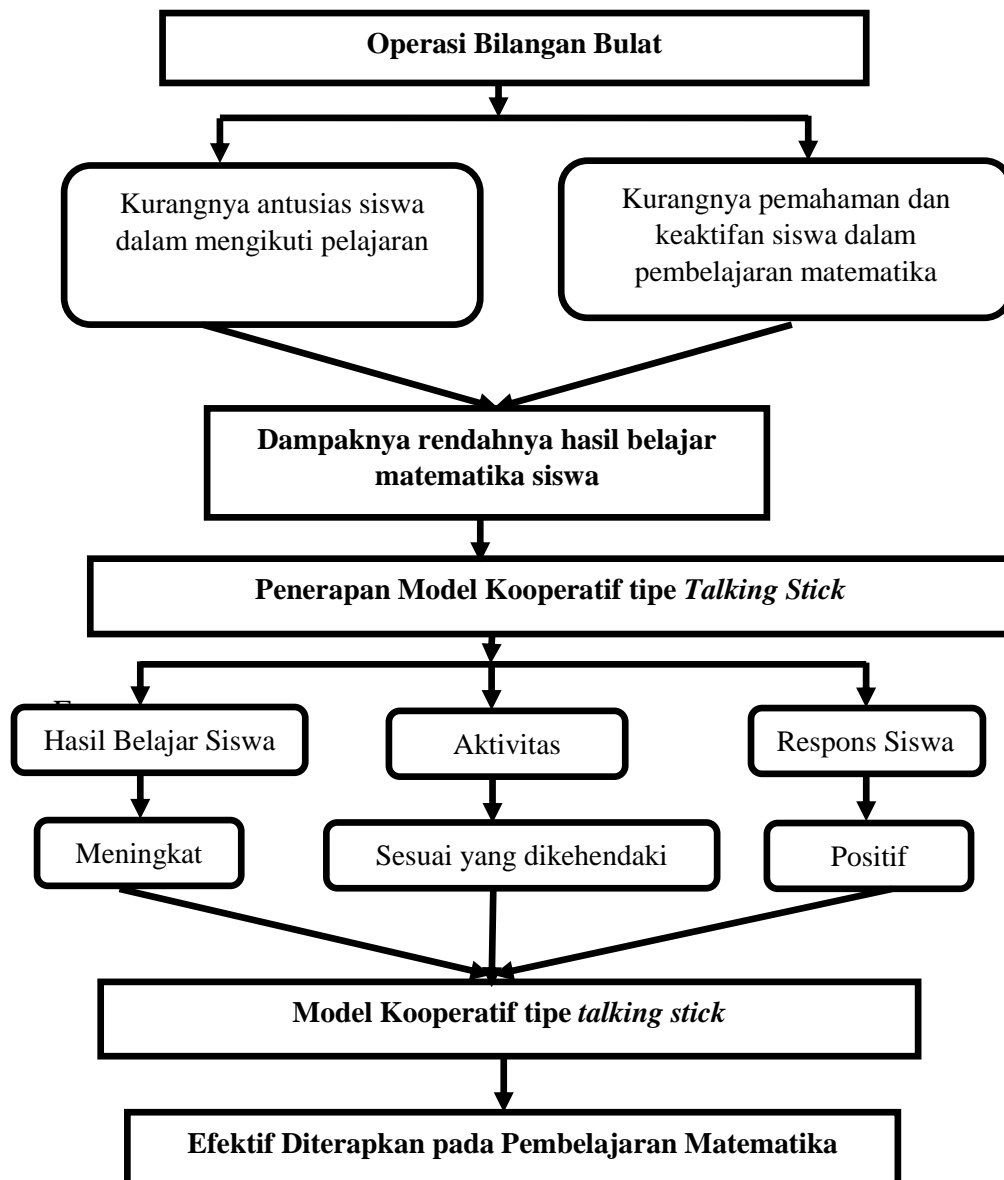 Operasi Bilangan Bulat
Kurangnya antusias siswa
dalam mengikuti pelajaran
Kurangnya pemahaman dan
keaktifan siswa dalam
pembelajaran matematika
Dampaknya rendahnya hasil belajar
matematika siswa
Penerapan Model Kooperatif tipe Talking Stick
Hasil Belajar Siswa
Aktivitas
Respons Siswa
Meningkat
Sesuai yang dikehendaki
Positif
Model Kooperatif tipe talking stick
Efektif Diterapkan pada Pembelajaran Matematika